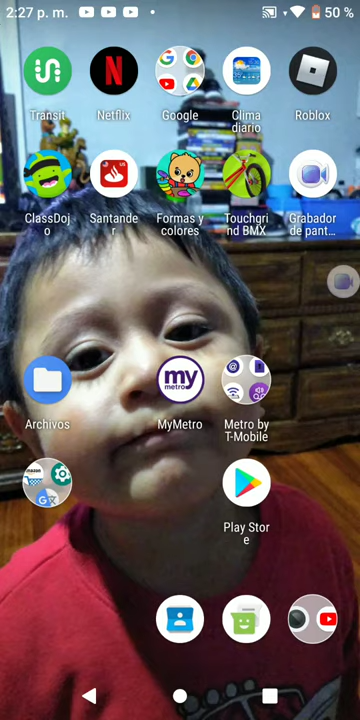 2:27 p. m.
50 %
Transit
Netflix
Google
Clima
diario
Roblox
ClassDoj
o
Santande
r
Formas y
colores
Touchgri
nd BMX
Grabador
de pant...
Archivos
my
metro
MyMetro
Metro by
T-Mobile
Play Stor
e